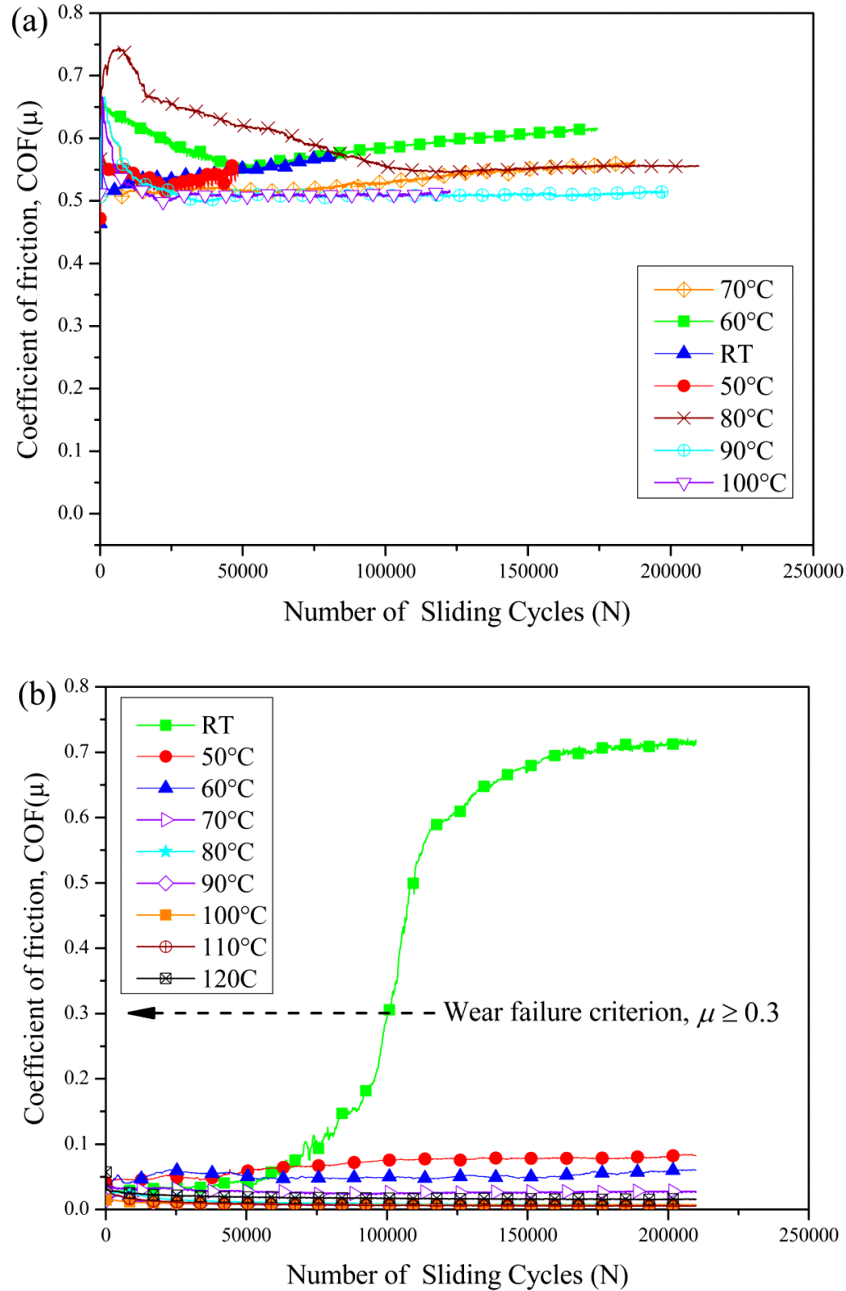 (a)
0.8
0.7
0.6
0.5
0.4
0.3
0.2
0.1
0.0
Coefficient of friction, COF(μ)
70°C
60°C
RT
50°C
80°C
90°C
100°C
0 50000 100000 150000 200000 250000
Number of Sliding Cycles (N)
(b)
0.8
0.7
0.6
0.5
0.4
0.3
0.2
0.1
0.0
Coefficient of friction, COF(μ)
RT
50°C
60°C
70°C
80°C
90°C
100°C
110°C
120C
Wear failure criterion, μ ≥ 0.3
0 50000 100000 150000 200000 250000
Number of Sliding Cycles (N)